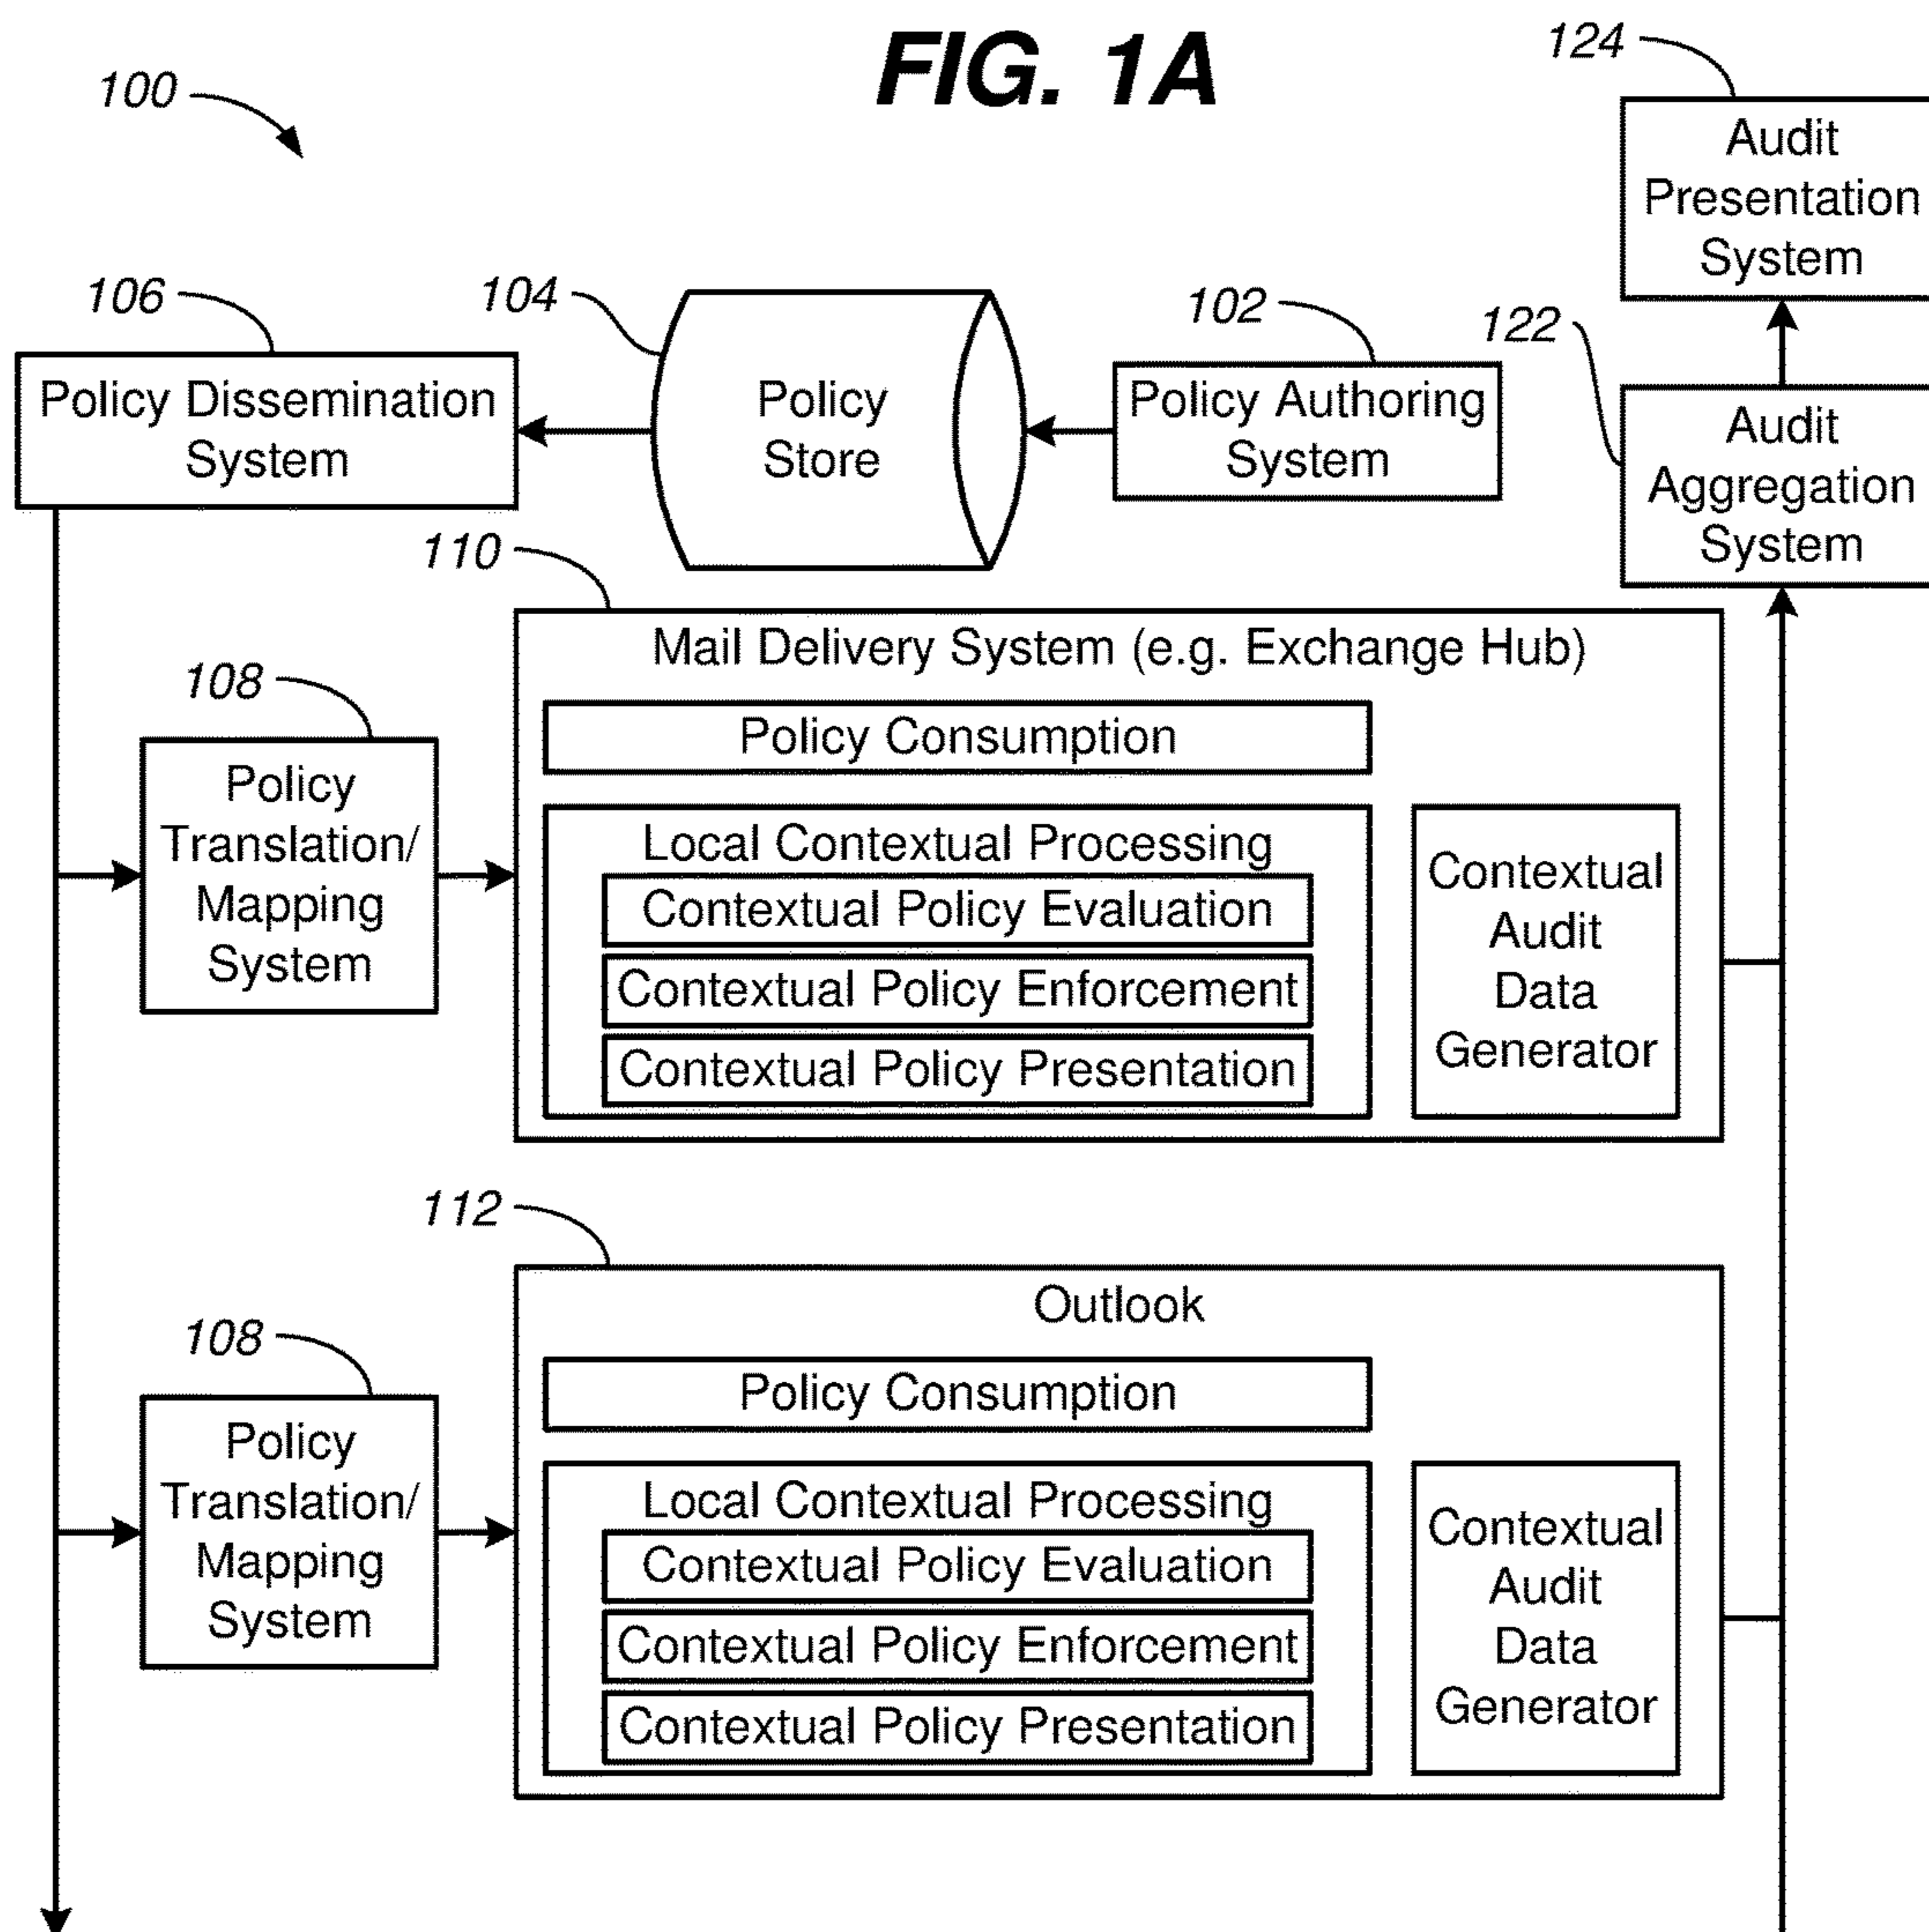 FIG. 1A
100
124
Audit
Presentation
System
106
104
102
122
Policy Dissemination
System
Policy
Store
Policy Authoring
System
Audit
Aggregation
System
110
Mail Delivery System (e.g. Exchange Hub)
108
Policy
Translation/
Mapping
System
Policy Consumption
Local Contextual Processing
Contextual Policy Evaluation
Contextual Policy Enforcement
Contextual Policy Presentation
Contextual
Audit
Data
Generator
112
Outlook
108
Policy
Translation/
Mapping
System
Policy Consumption
Local Contextual Processing
Contextual Policy Evaluation
Contextual Policy Enforcement
Contextual Policy Presentation
Contextual
Audit
Data
Generator